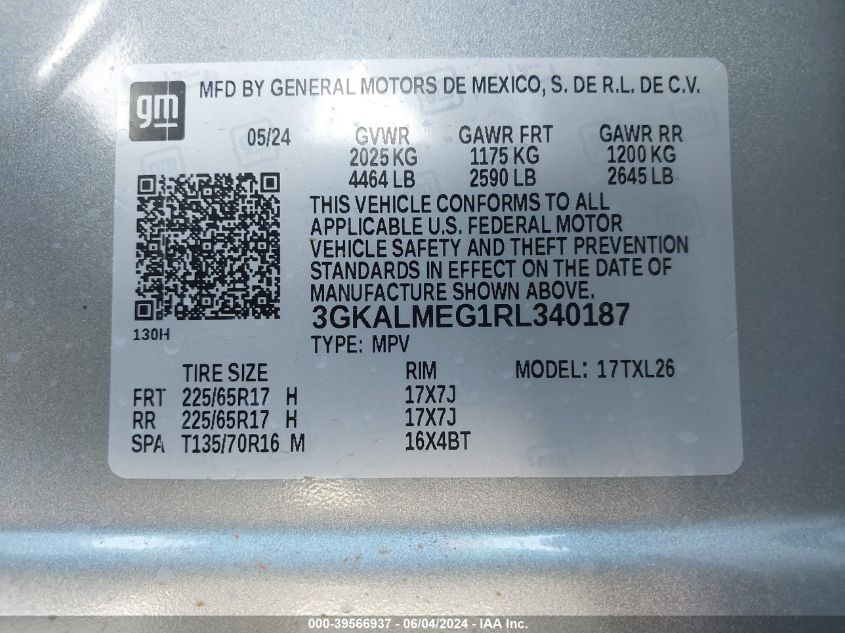 gm
MFD BY GENERAL MOTORS DE MEXICO, S. DE R.L. DE C.V.
05/24 GVWR GAWR FRT GAWR RR
2025 KG 1175 KG 1200 KG
4464 LB 2590 LB 2645 LB
THIS VEHICLE CONFORMS TO ALL
APPLICABLE U.S. FEDERAL MOTOR
VEHICLE SAFETY AND THEFT PREVENTION
STANDARDS IN EFFECT ON THE DATE OF
MANUFACTURE SHOWN ABOVE.
130H
3GKALMEG1RL340187
TYPE: MPV
TIRE SIZE RIM MODEL: 17TXL26
FRT 225/65R17 H 17X7J
RR 225/65R17 H 17X7J
SPA T135/70R16 M 16X4BT
000-39566937 - 06/04/2024 - IAA Inc.